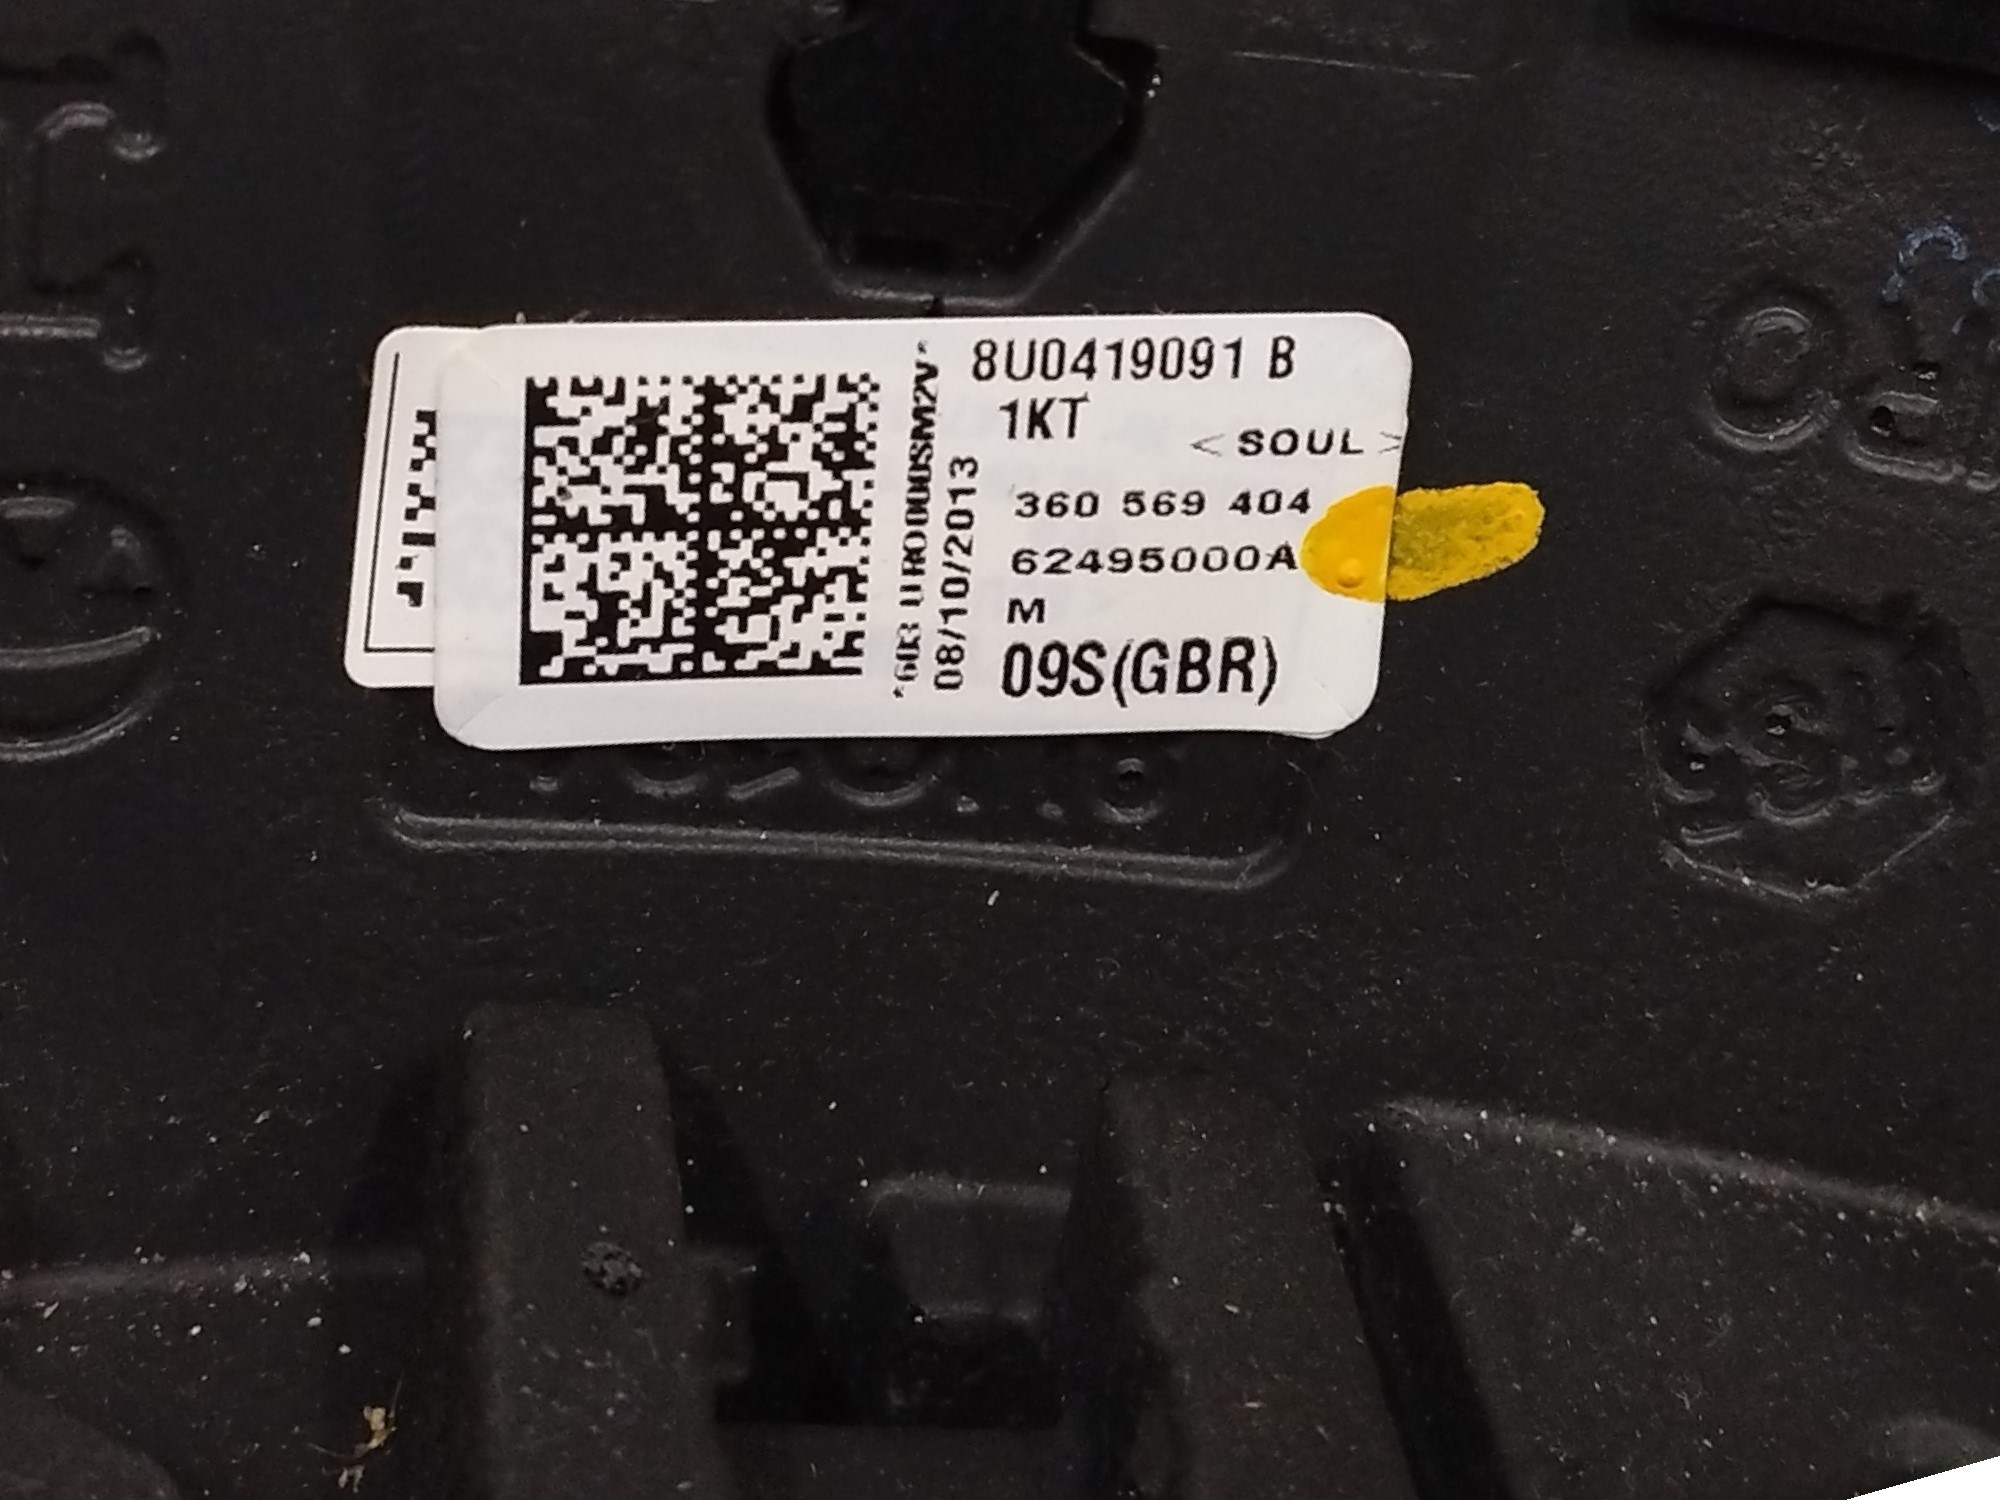 8U0419091 B
1KT
< SOUL >
360 569 404
62495000A
M
09S(GBR)
08/10/2013